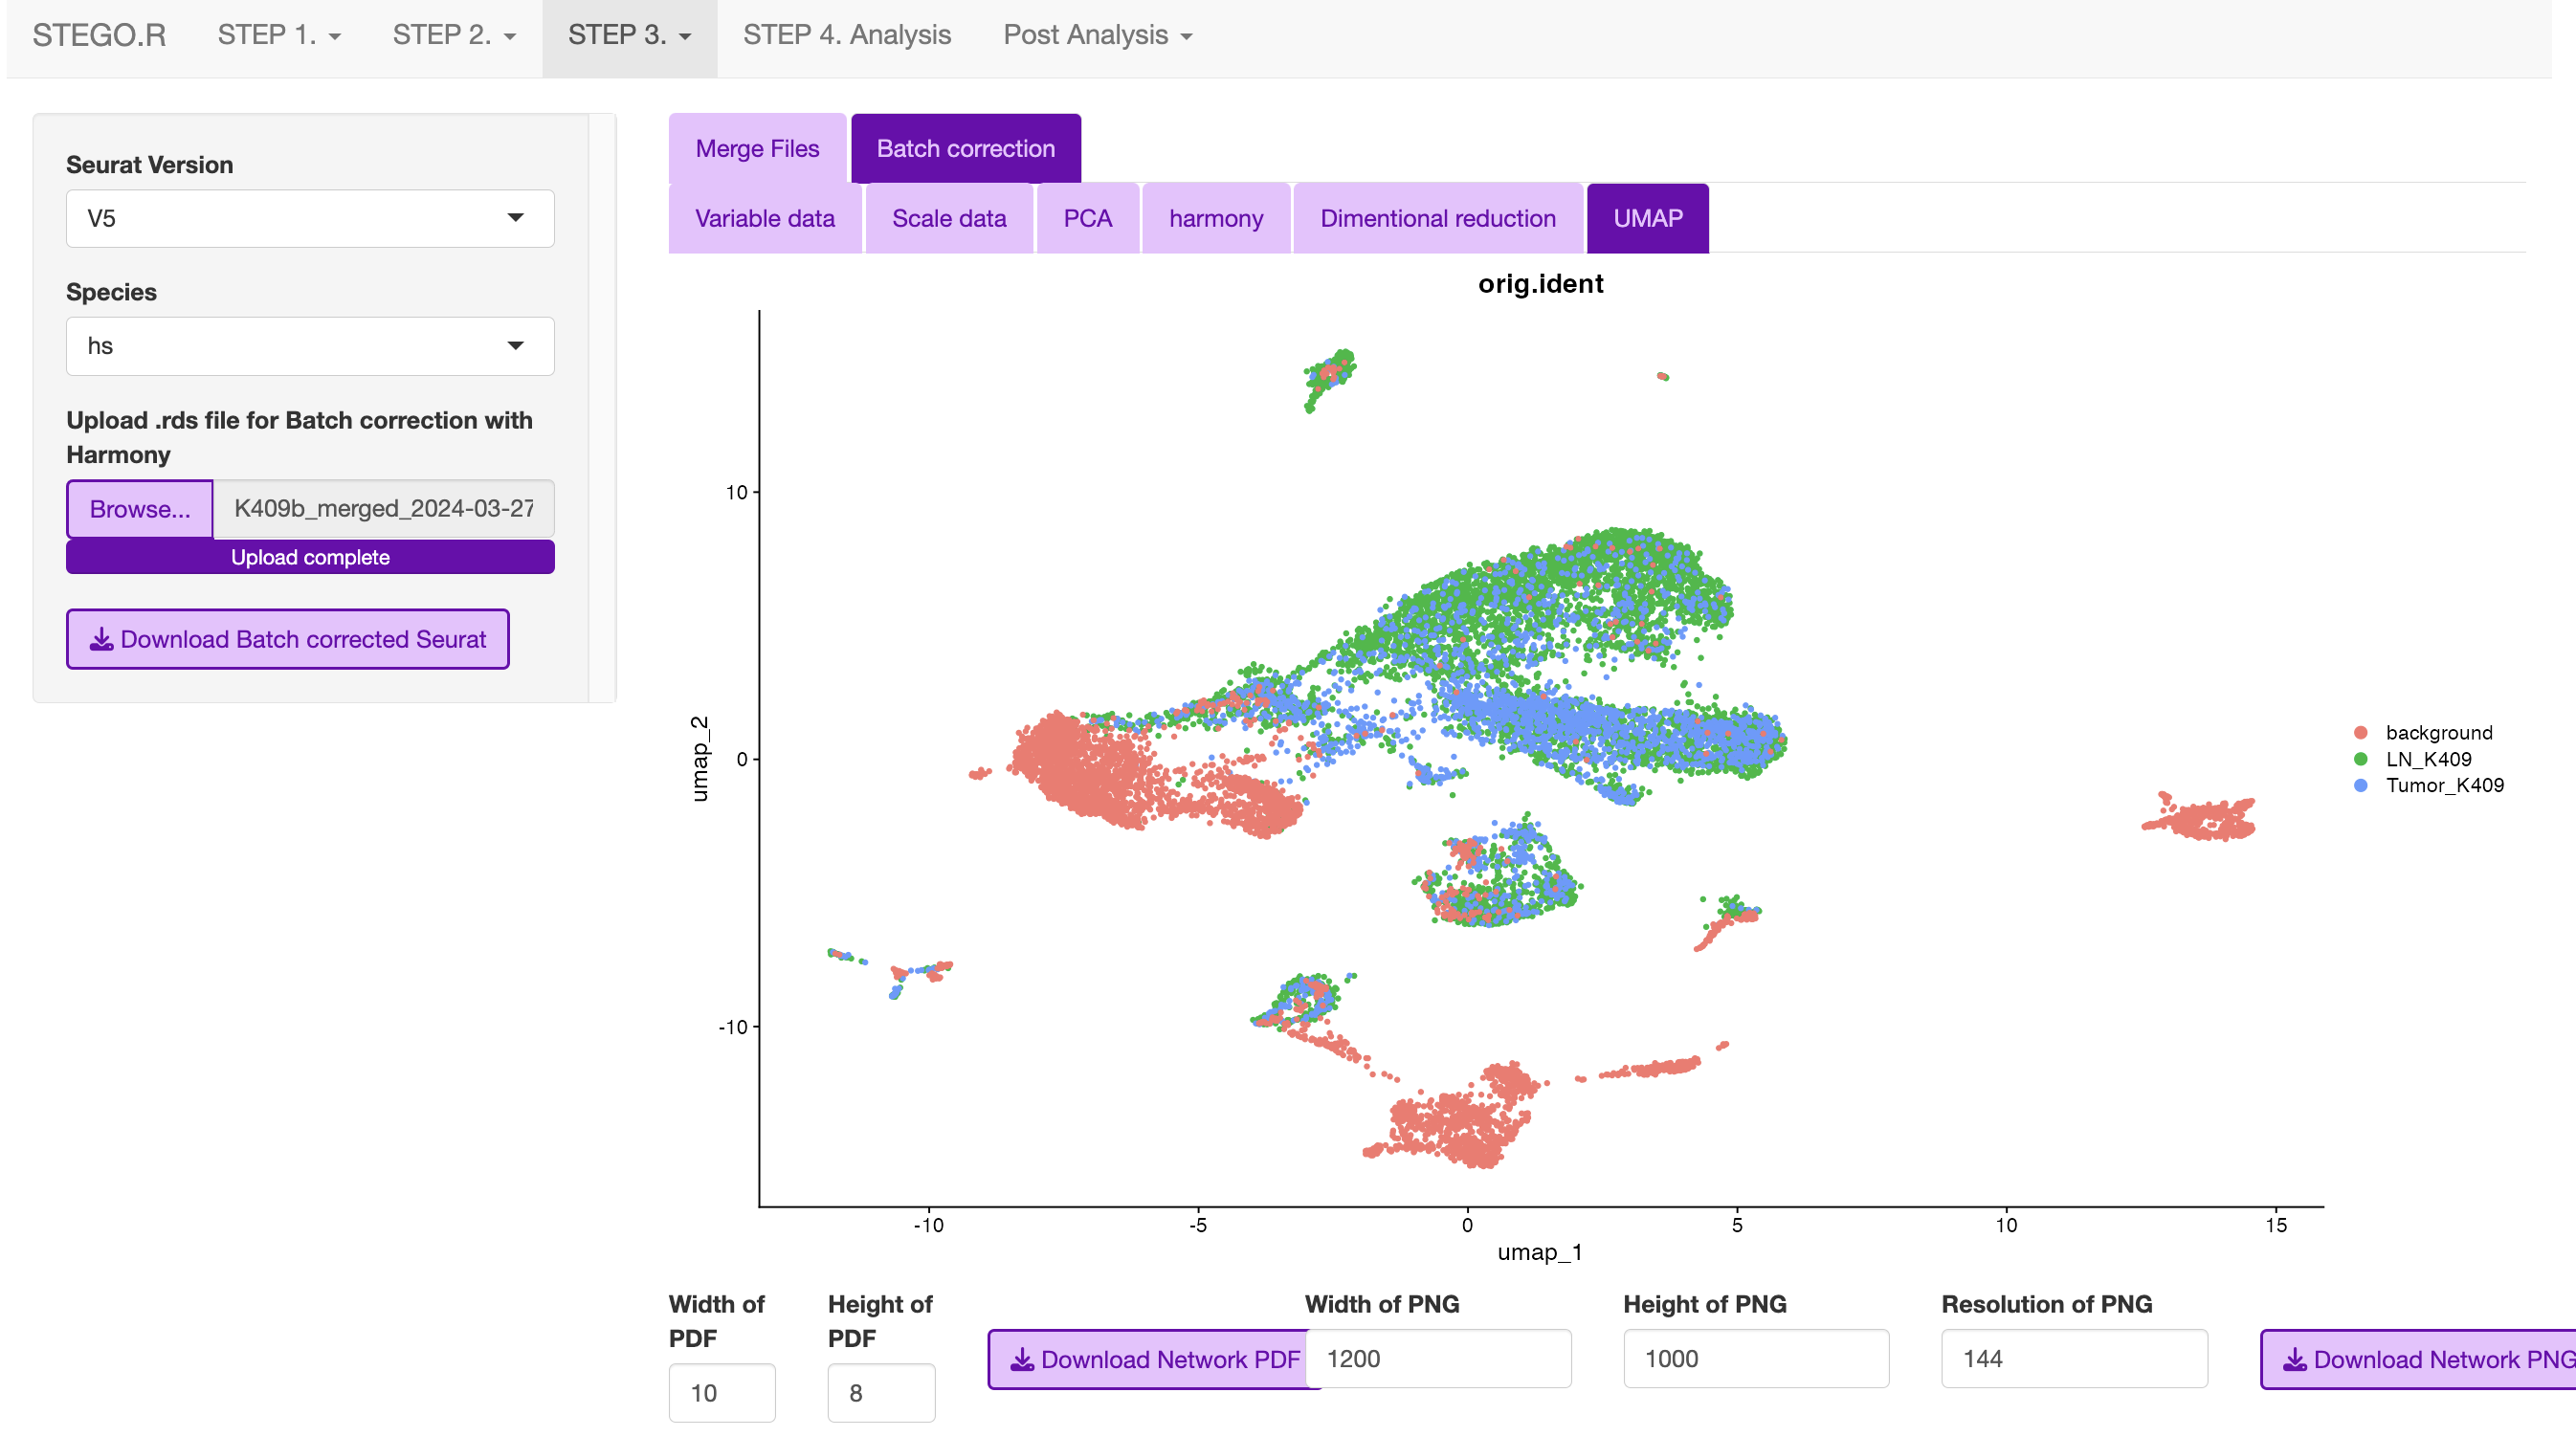 STEGO.R STEP 1. STEP 2. STEP 3. STEP 4. Analysis Post Analysis
Seurat Version
V5
Species
hs
Upload .rds file for Batch correction with
Harmony
Browse... K409b_merged_2024-03-27
Upload complete
Download Batch corrected Seurat
Merge Files Batch correction
Variable data Scale data PCA harmony Dimentional reduction UMAP
orig.ident
umap_2
10
0
-10
-10 -5 0 5 10 15
umap_1
background
LN_K409
Tumor_K409
Width of
PDF
10
Height of
PDF
8
Download Network PDF
Width of PNG
1200
Height of PNG
1000
Resolution of PNG
144
Download Network PNG